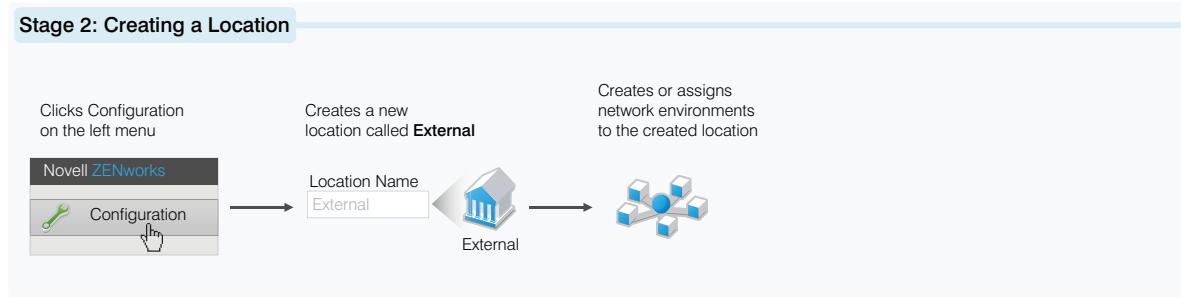 Stage 2: Creating a Location
Clicks Configuration
on the left menu
Novell ZENworks
Configuration
Creates a new
location called External
Location Name
External
External
Creates or assigns
network environments
to the created location